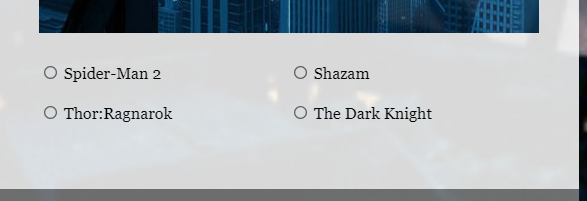 Spider-Man 2
Shazam
Thor:Ragnarok
The Dark Knight